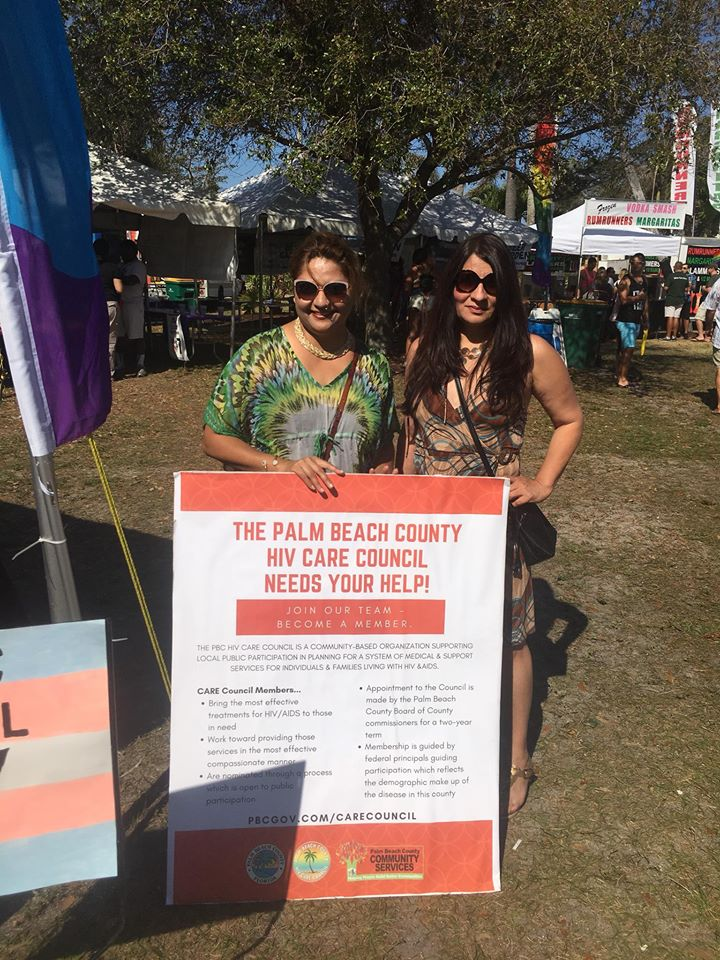 RUMRUNNER
Frozen VODKA SMASH
RUMRUNNERS MARGARITAS
L
THE PALM BEACH COUNTY
HIV CARE COUNCIL
NEEDS YOUR HELP!
JOIN OUR TEAM -
BECOME A MEMBER.
THE PBC HIV CARE COUNCIL IS A COMMUNITY-BASED ORGANIZATION SUPPORTING
LOCAL PUBLIC PARTICIPATION IN PLANNING FOR A SYSTEM OF MEDICAL & SUPPORT
SERVICES FOR INDIVIDUALS & FAMILIES LIVING WITH HIV &AIDS.
CARE Council Members...
• Bring the most effective
treatments for HIV/AIDS to those
in need
• Work toward providing those
services in the most effective
compassionate manner
• Are nominated through a process
which is open to public
participation
• Appointment to the Council is
made by the Palm Beach
County Board of County
commissioners for a two-year
term
• Membership is guided by
federal principals guiding
participation which reflects
the demographic make up of
the disease in this county
PBCGOV.COM/CARECOUNCIL
Palm Beach County
COMMUNITY
SERVICES